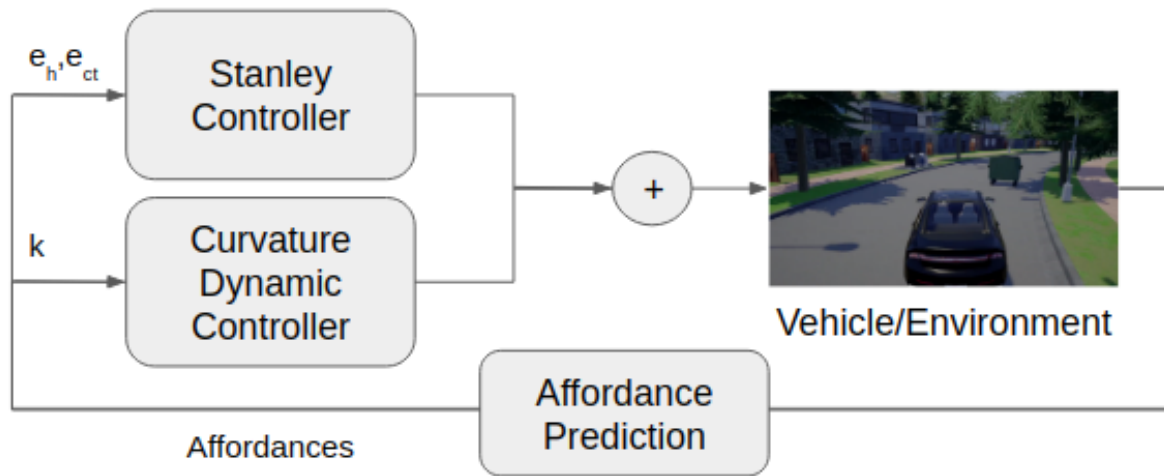 e_h,e_ct
Stanley
Controller
k
Curvature
Dynamic
Controller
+
Vehicle/Environment
Affordance
Prediction
Affordances